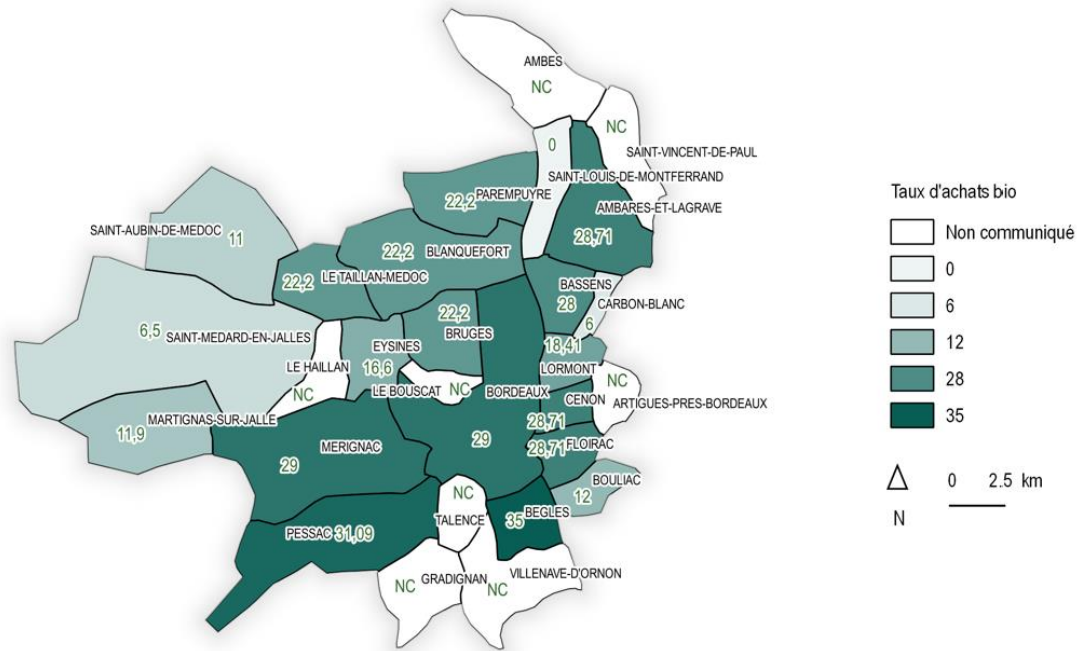 AMBES
NC
NC
0
SAINT-VINCENT-DE-PAUL
SAINT-LOUIS-DE-MONTFERRAND
PAREMPUYRE
22,2
AMBARES-ET-LAGRAVE
SAINT-AUBIN-DE-MEDOC
11
28,71
22,2
BLANQUEFORT
22,2
LE TAILLAN-MEDOC
BASSENS
28
CARBON-BLANC
6
22,2
BRUGES
6,5
SAINT-MEDARD-EN-JALLES
EYSINES
16,6
18,41
LORMONT
LE HAILLAN
NC
LE BOUSCAT
NC
BORDEAUX
NC
ARTIGUES-PRES-BORDEAUX
CENON
28,71
MARTIGNAS-SUR-JALLE
11,9
MERIGNAC
29
29
28,71
FLOIRAC
BOULIAC
12
NC
TALENCE
35
BEGLES
PESSAC
31,09
NC
GRADIGNAN
NC
VILLENAVE-D'ORNON
Taux d'achats bio
Non communiqué
0
6
12
28
35
0 2.5 km
N